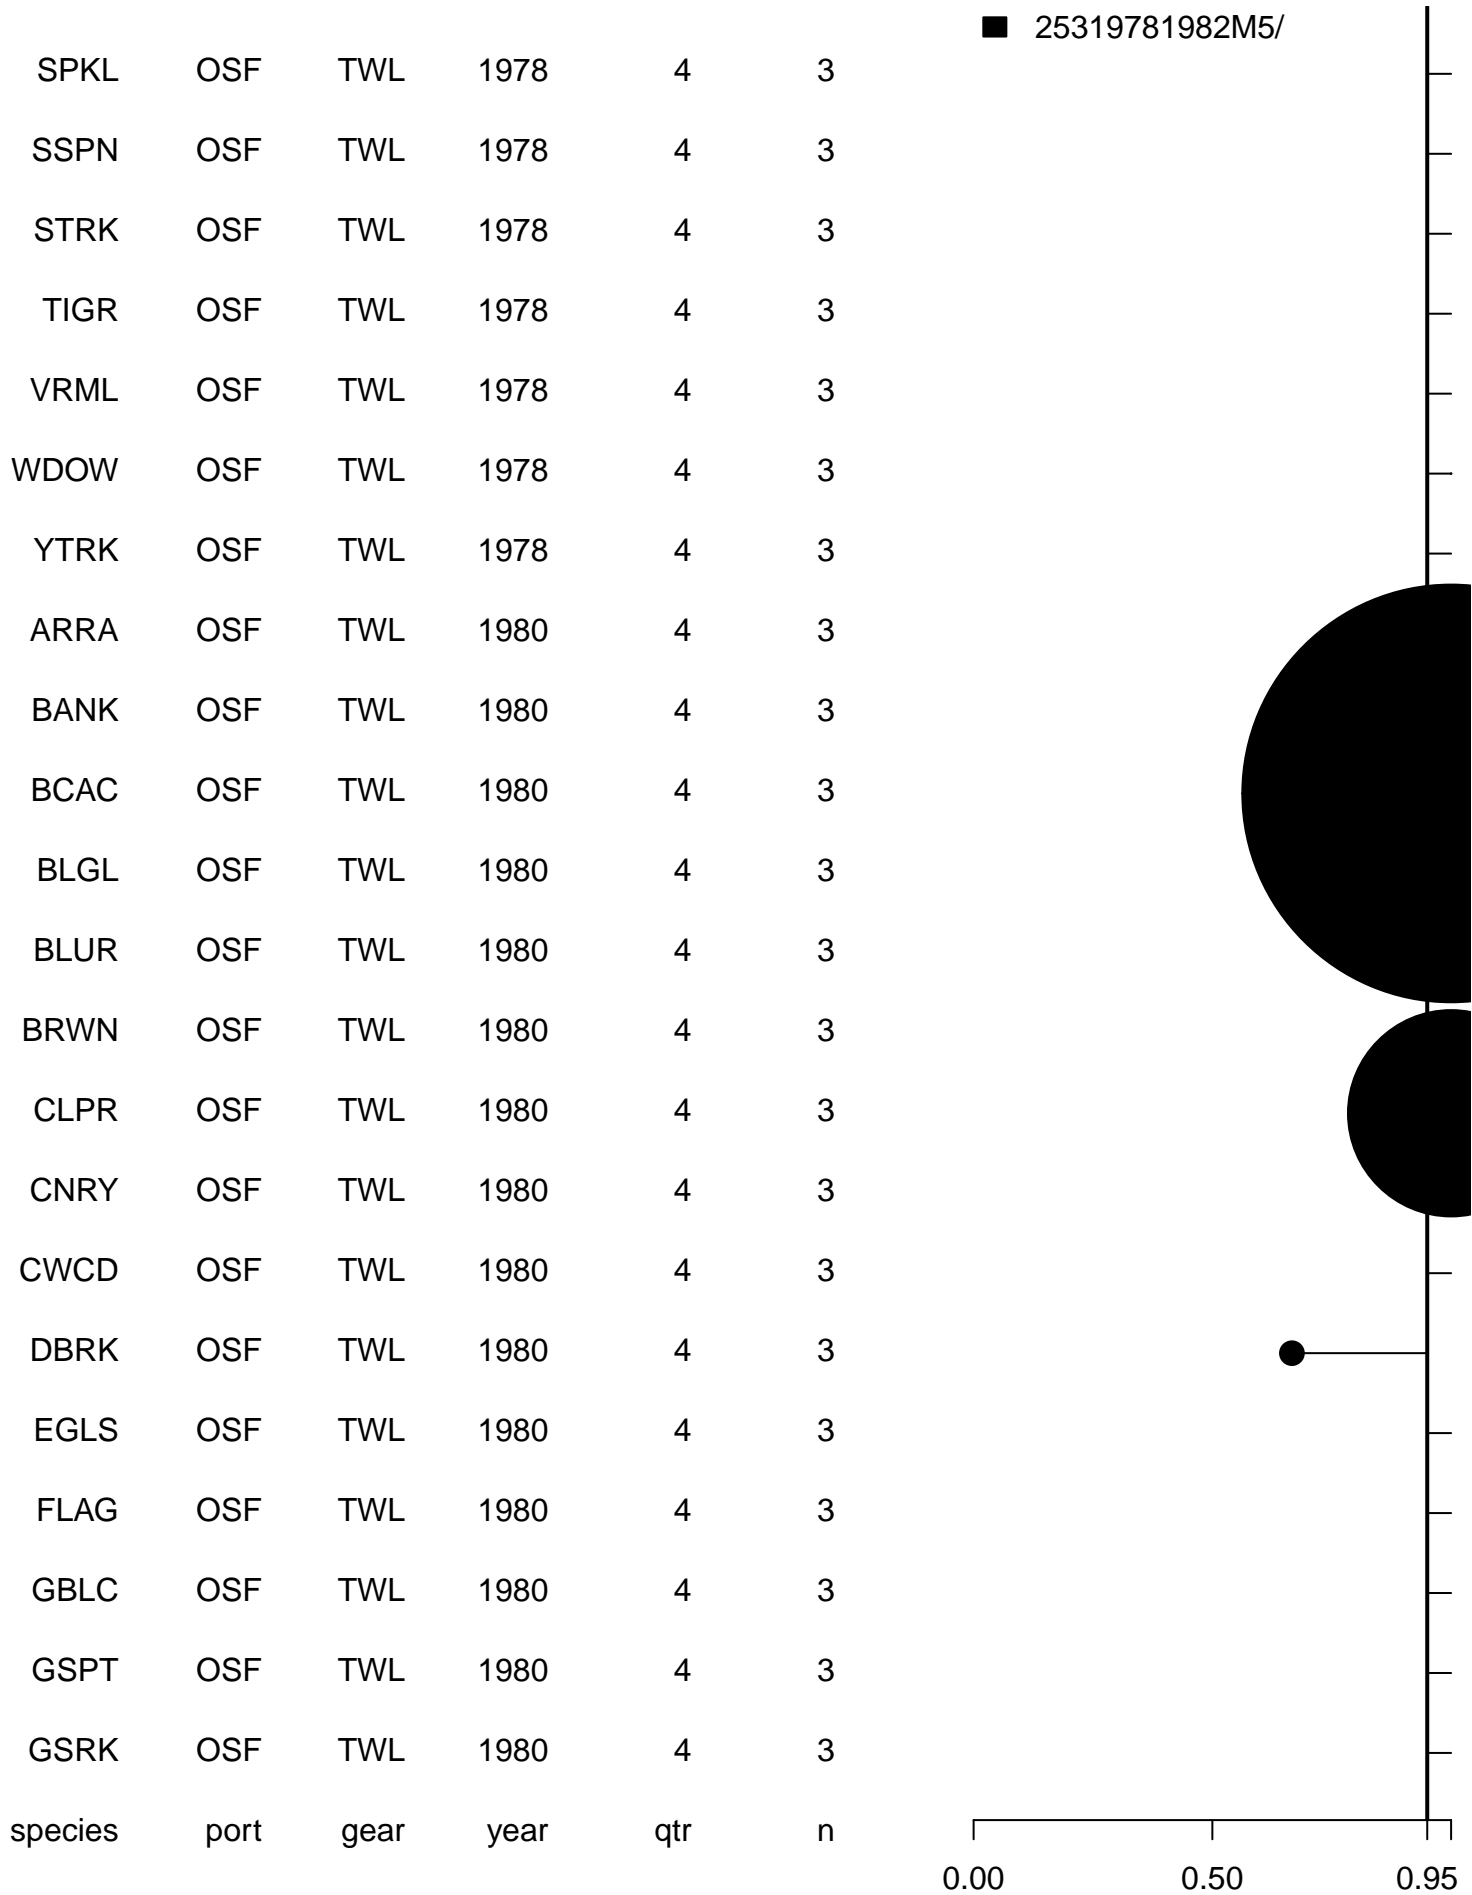 25319781982M5/
SPKL OSF TWL 1978 4 3
SSPN OSF TWL 1978 4 3
STRK OSF TWL 1978 4 3
TIGR OSF TWL 1978 4 3
VRML OSF TWL 1978 4 3
WDOW OSF TWL 1978 4 3
YTRK OSF TWL 1978 4 3
ARRA OSF TWL 1980 4 3
BANK OSF TWL 1980 4 3
BCAC OSF TWL 1980 4 3
BLGL OSF TWL 1980 4 3
BLUR OSF TWL 1980 4 3
BRWN OSF TWL 1980 4 3
CLPR OSF TWL 1980 4 3
CNRY OSF TWL 1980 4 3
CWCD OSF TWL 1980 4 3
DBRK OSF TWL 1980 4 3
EGLS OSF TWL 1980 4 3
FLAG OSF TWL 1980 4 3
GBLC OSF TWL 1980 4 3
GSPT OSF TWL 1980 4 3
GSRK OSF TWL 1980 4 3
species port gear year qtr n
0.00 0.50 0.95